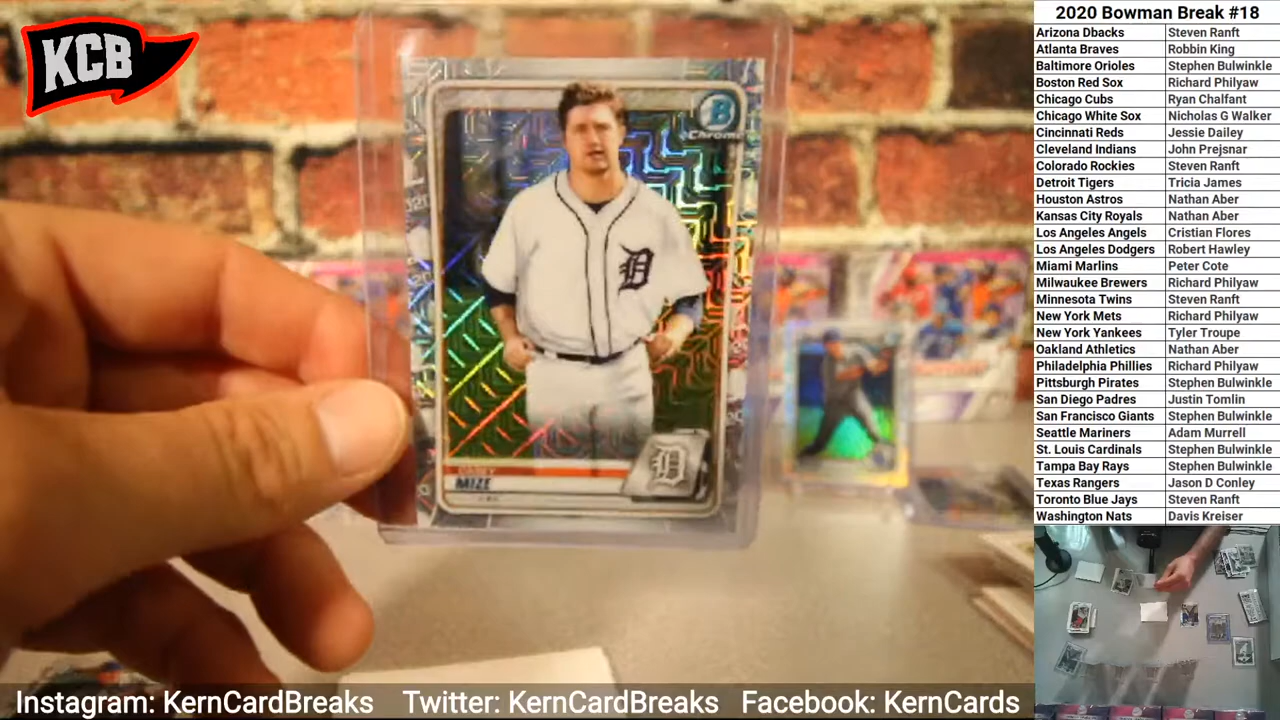 KCB
B
Chrome
D
CASEY
MIZE
D
2020 Bowman Break #18
Arizona Dbacks Steven Ranft
Atlanta Braves Robbin King
Baltimore Orioles Stephen Bulwinkle
Boston Red Sox Richard Philyaw
Chicago Cubs Ryan Chalfant
Chicago White Sox Nicholas G Walker
Cincinnati Reds Jessie Dailey
Cleveland Indians John Prejsnar
Colorado Rockies Steven Ranft
Detroit Tigers Tricia James
Houston Astros Nathan Aber
Kansas City Royals Nathan Aber
Los Angeles Angels Cristian Flores
Los Angeles Dodgers Robert Hawley
Miami Marlins Peter Cote
Milwaukee Brewers Richard Philyaw
Minnesota Twins Steven Ranft
New York Mets Richard Philyaw
New York Yankees Tyler Troupe
Oakland Athletics Nathan Aber
Philadelphia Phillies Richard Philyaw
Pittsburgh Pirates Stephen Bulwinkle
San Diego Padres Justin Tomlin
San Francisco Giants Stephen Bulwinkle
Seattle Mariners Adam Murrell
St. Louis Cardinals Stephen Bulwinkle
Tampa Bay Rays Stephen Bulwinkle
Texas Rangers Jason D Conley
Toronto Blue Jays Steven Ranft
Washington Nats Davis Kreiser
Instagram: KernCardBreaks Twitter: KernCardBreaks Facebook: KernCards